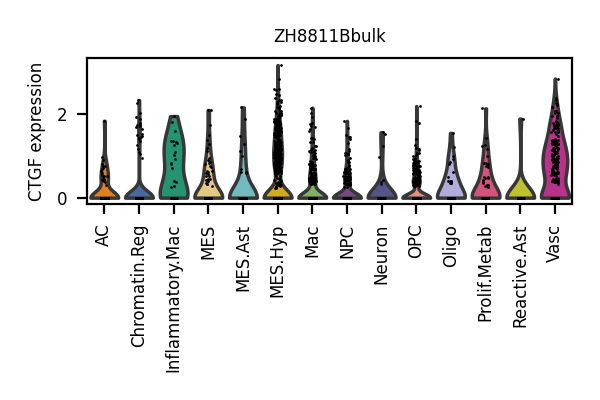 ZH8811Bbulk
CTGF expression
2
0
AC
Chromatin.Reg
Inflammatory.Mac
MES
MES.Ast
MES.Hyp
Mac
NPC
Neuron
OPC
Oligo
Prolif.Metab
Reactive.Ast
Vasc